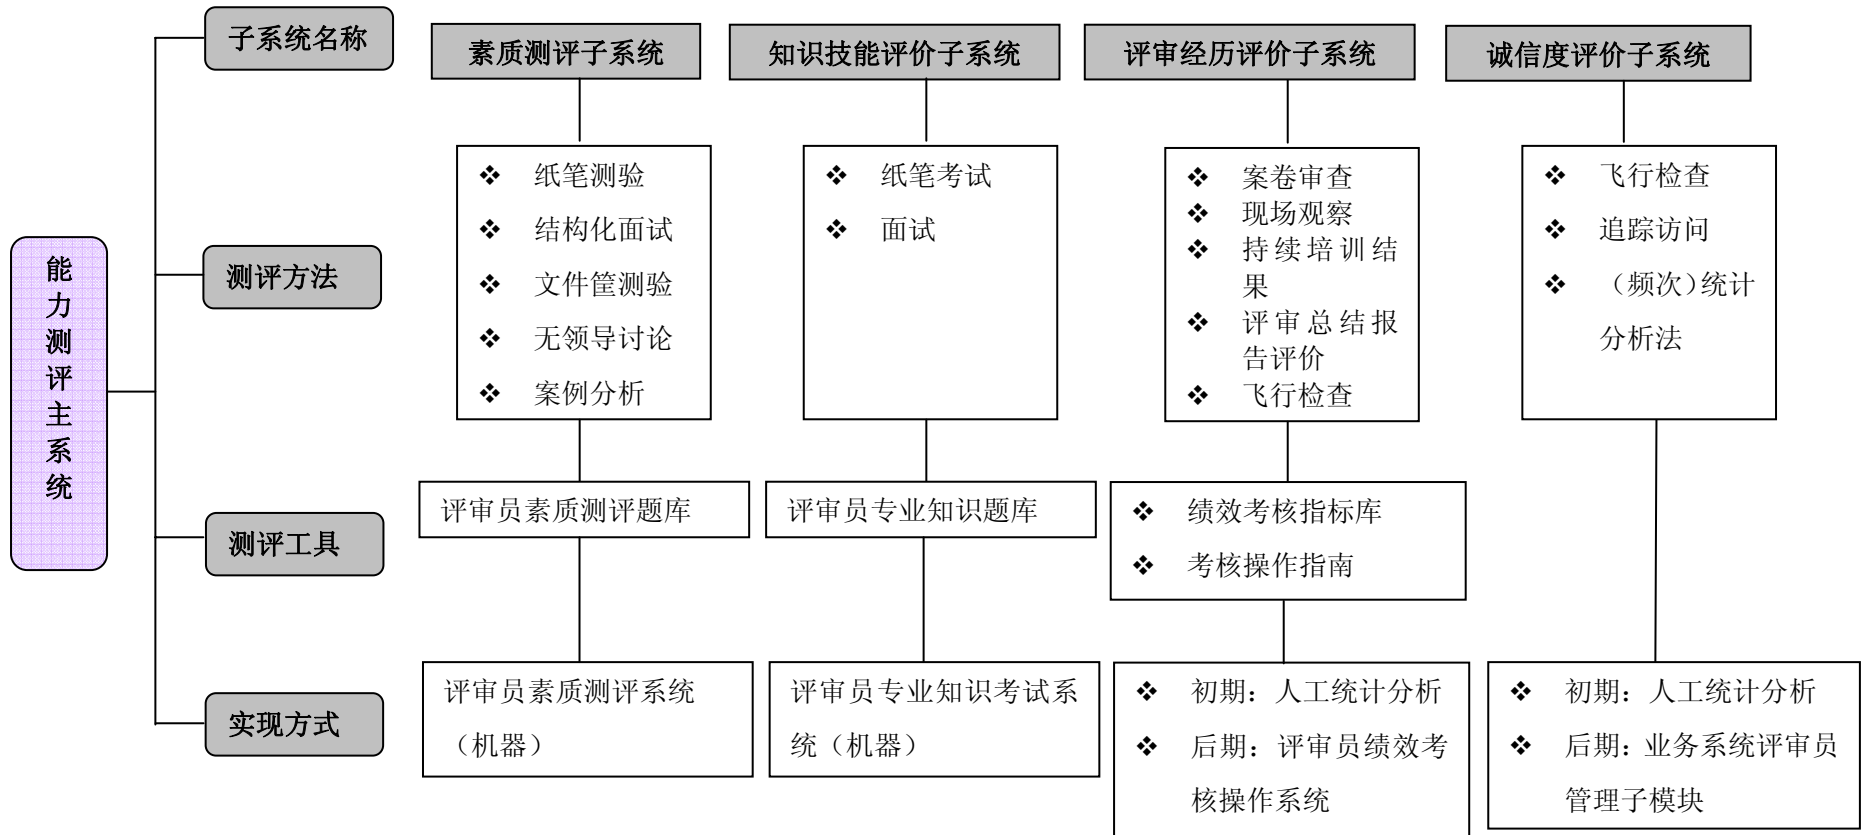 子系统名称
素质测评子系统
知识技能评价子系统
评审经历评价子系统
诚信度评价子系统
能
力
测
评
主
系
统
测评方法
❖ 纸笔测验
❖ 结构化面试
❖ 文件筐测验
❖ 无领导讨论
❖ 案例分析
❖ 纸笔考试
❖ 面试
❖ 案卷审查
❖ 现场观察
❖ 持续培训结
果
❖ 评审总结报
告评价
❖ 飞行检查
❖ 飞行检查
❖ 追踪访问
❖ （频次）统计
分析法
测评工具
评审员素质测评题库
评审员专业知识题库
❖ 绩效考核指标库
❖ 考核操作指南
实现方式
评审员素质测评系统
（机器）
评审员专业知识考试系
统（机器）
❖ 初期：人工统计分析
❖ 后期：评审员绩效考
核操作系统
❖ 初期：人工统计分析
❖ 后期：业务系统评审员
管理子模块